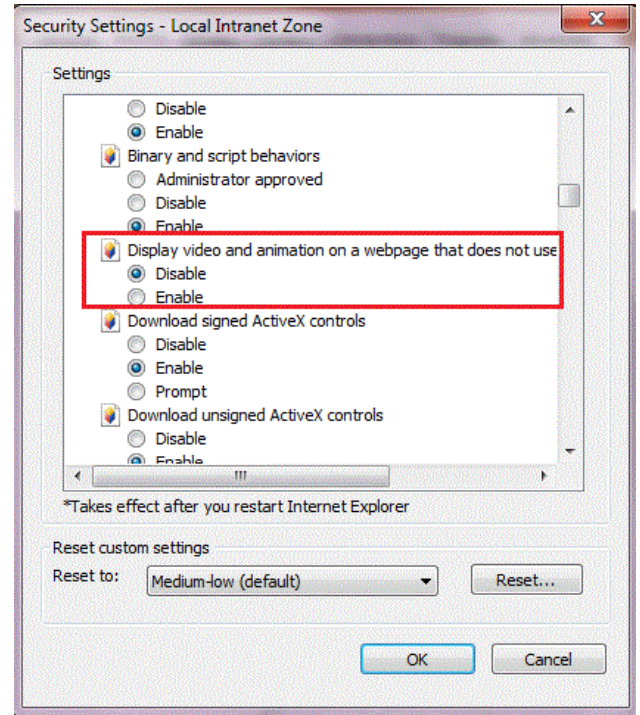 Security Settings - Local Intranet Zone
Settings
Disable
Enable
Binary and script behaviors
Administrator approved
Disable
Enable
Display video and animation on a webpage that does not use
Disable
Enable
Download signed ActiveX controls
Disable
Enable
Prompt
Download unsigned ActiveX controls
Disable
Enable
*Takes effect after you restart Internet Explorer
Reset custom settings
Reset to: Medium-low (default) Reset...
OK Cancel